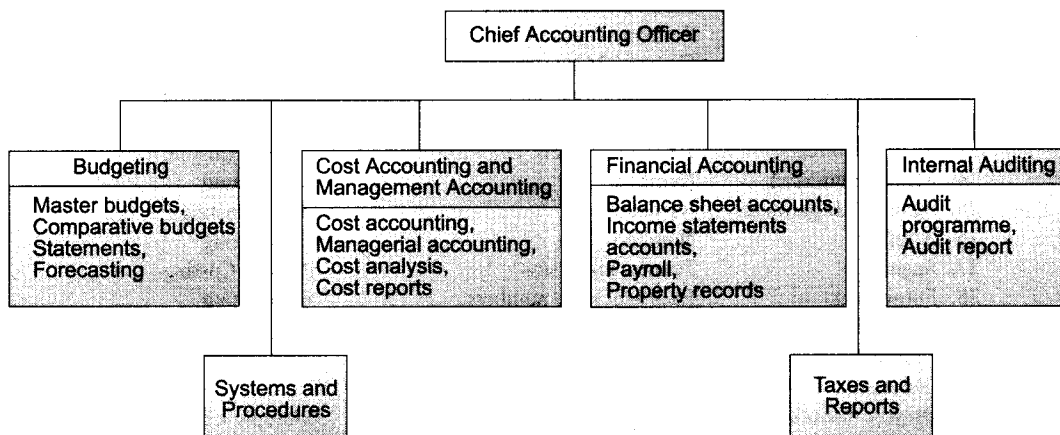 Chief Accounting Officer
Budgeting
Master budgets,
Comparative budgets
Statements,
Forecasting
Cost Accounting and
Management Accounting
Cost accounting,
Managerial accounting,
Cost analysis,
Cost reports
Financial Accounting
Balance sheet accounts,
Income statements
accounts,
Payroll,
Property records
Internal Auditing
Audit
programme,
Audit report
Systems and
Procedures
Taxes and
Reports